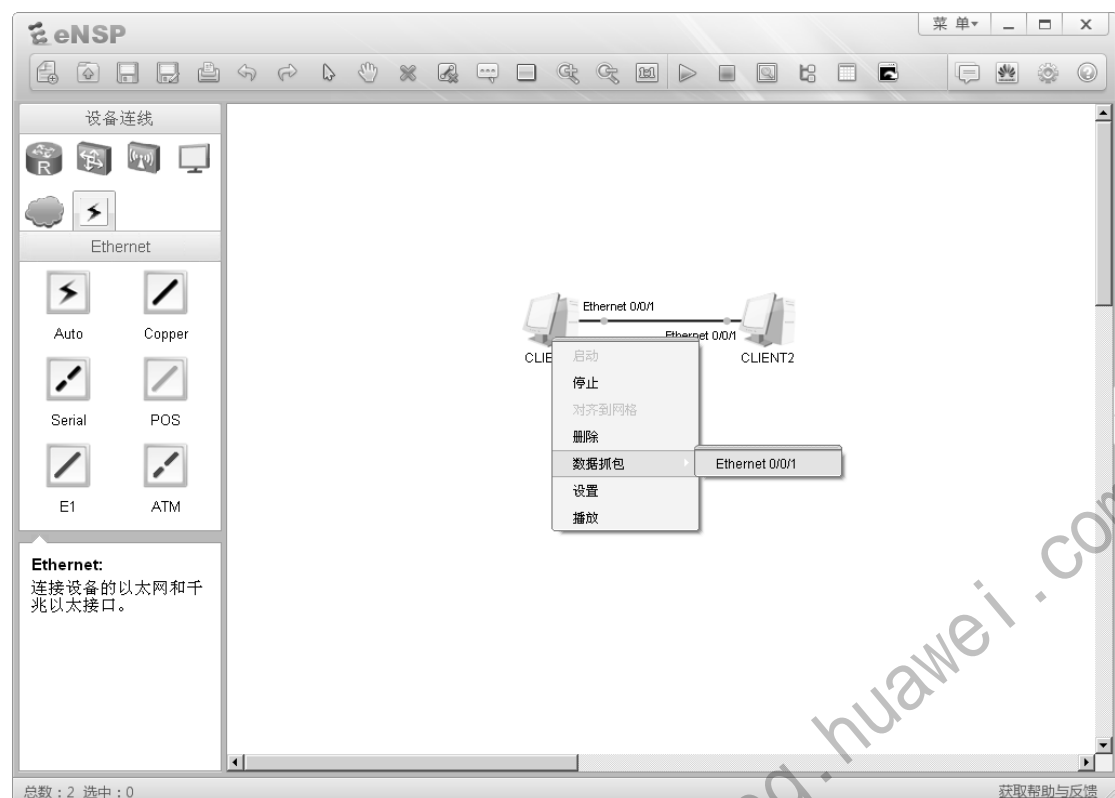 eNSP
菜 单
设备连线
R
Ethernet
Auto
Copper
Serial
POS
E1
ATM
Ethernet:
连接设备的以太网和千
兆以太接口。
Ethernet 0/0/1
Ethernet 0/0/1
CLIE
CLIENT2
启动
停止
对齐到网格
删除
数据抓包
Ethernet 0/0/1
设置
播放
总数：2 选中：0
获取帮助与反馈
g.huawei.com